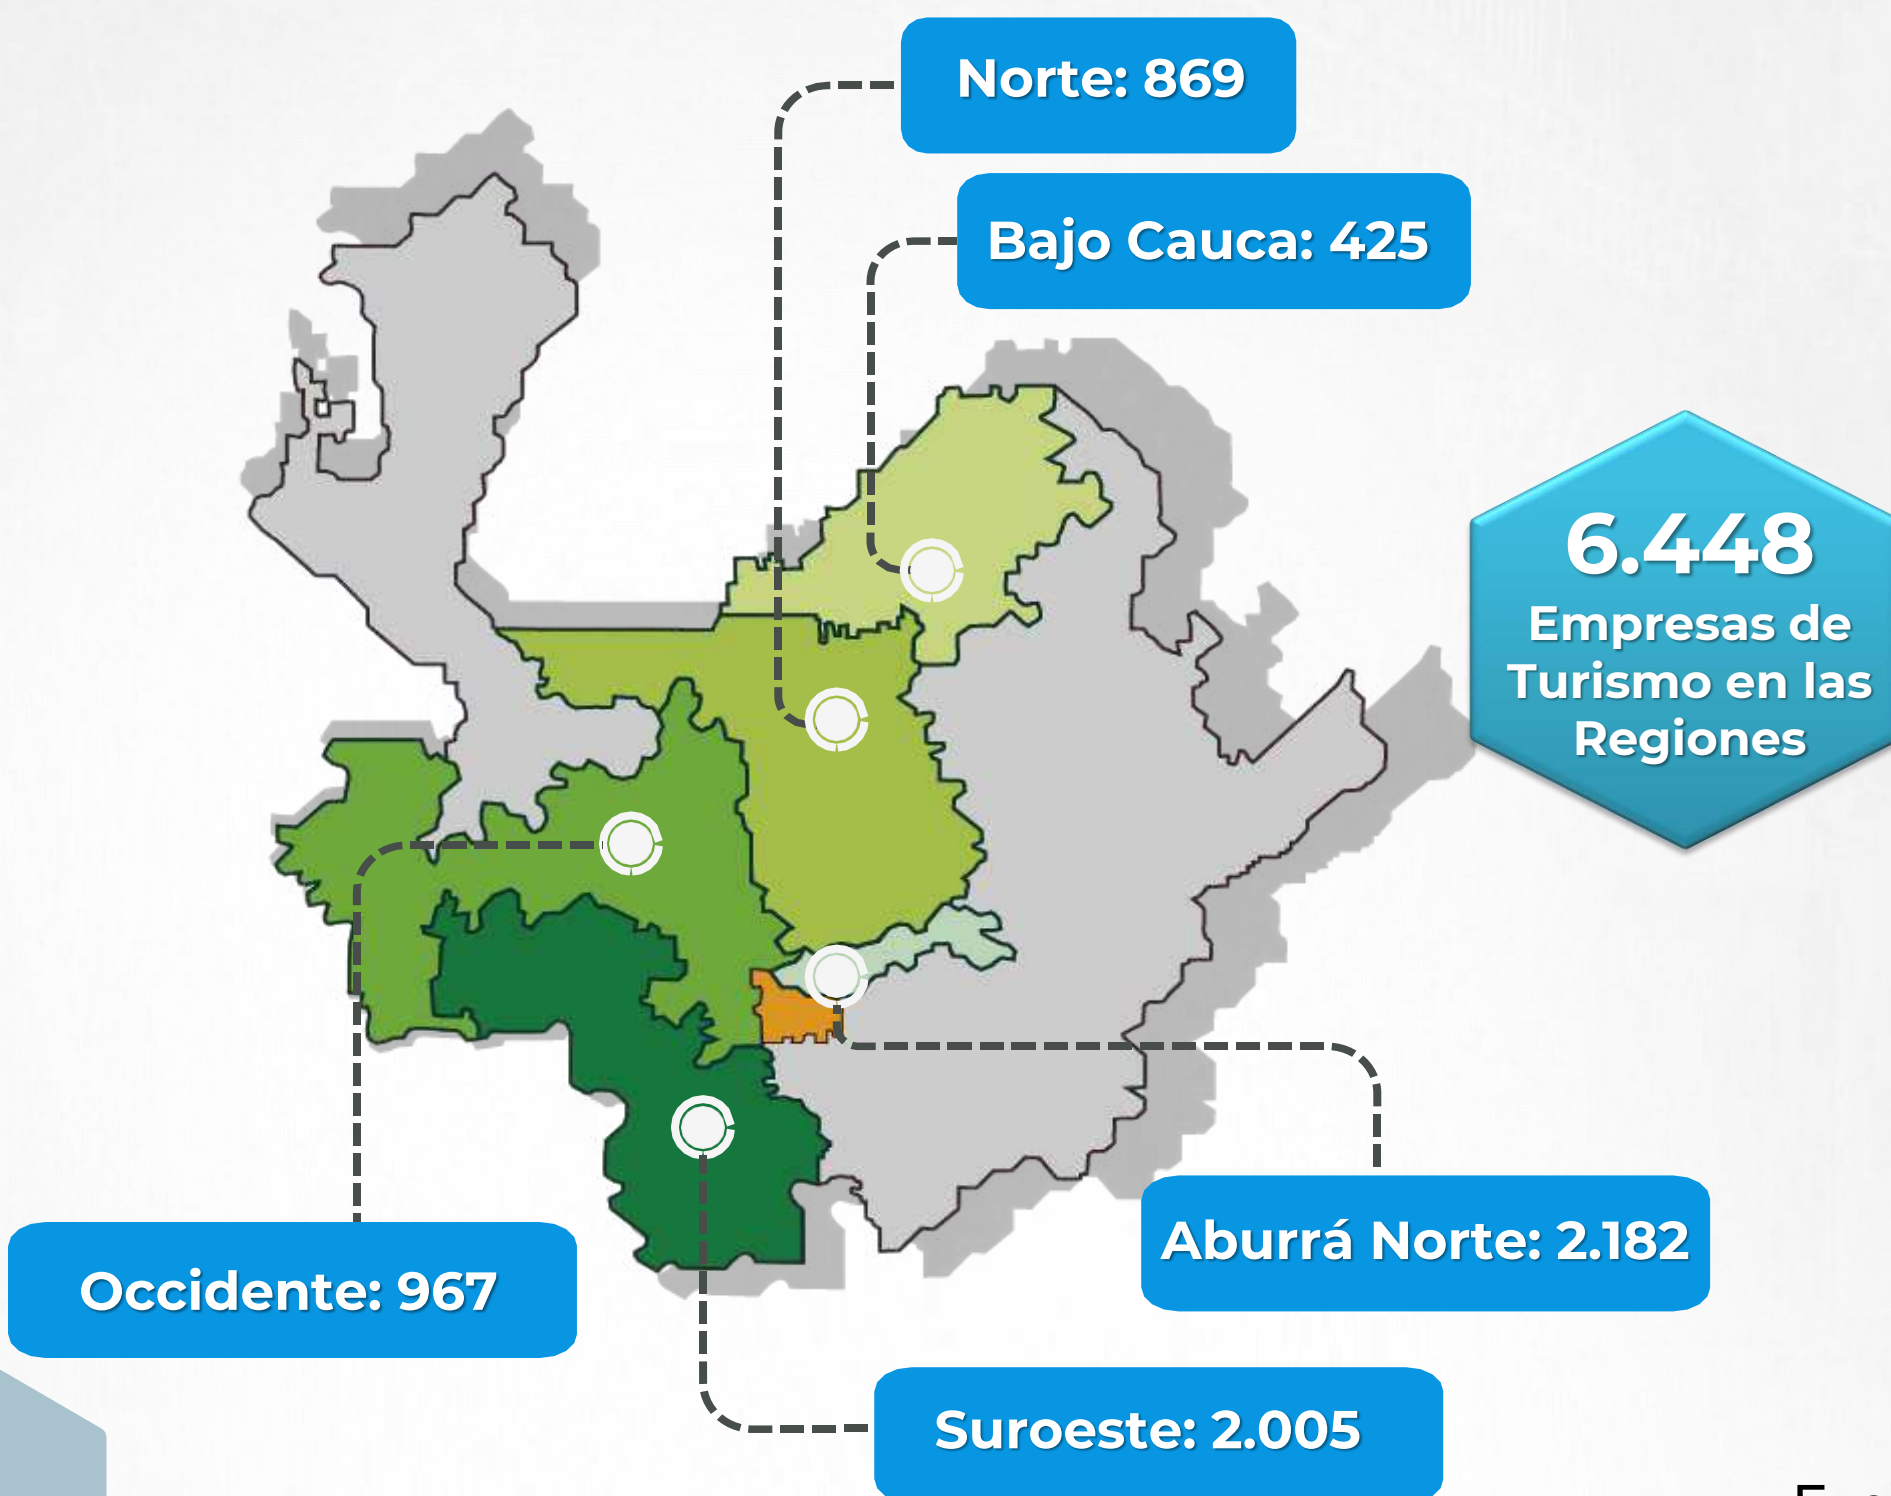 Norte: 869
Bajo Cauca: 425
6.448
Empresas de
Turismo en las
Regiones
Aburrá Norte: 2.182
Occidente: 967
Suroeste: 2.005